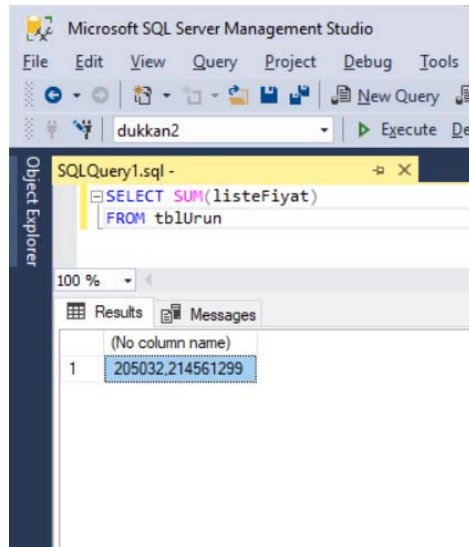 Microsoft SQL Server Management Studio
File Edit View Query Project Debug Tools
New Query
dukkan2 Execute De
Object Explorer
SQLQuery1.sql -
SELECT SUM(listeFiyat)
FROM tblUrun
100 %
Results Messages
(No column name)
1 205032,214561299